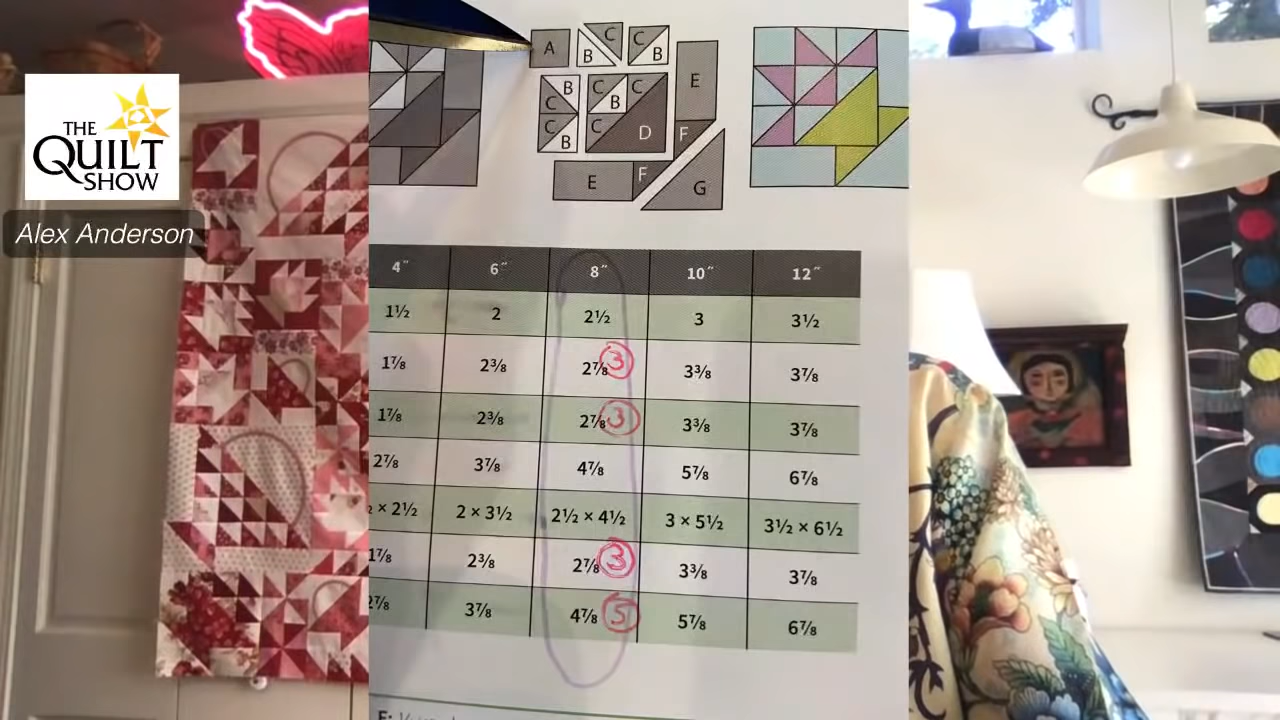 THE
QUILT
SHOW
Alex Anderson
A B C C B
B C C B C E
C B C D F
E F G
4″ 6″ 8″ 10″ 12″
1½ 2 2½ 3 3½
1⅞ 2⅜ 2⅞ 3 3⅜ 3⅞
1⅞ 2⅜ 2⅞ 3 3⅜ 3⅞
2⅞ 3⅞ 4⅞ 5⅞ 6⅞
× 2½ 2 × 3½ 2½ × 4½ 3 × 5½ 3½ × 6½
1⅞ 2⅜ 2⅞ 3 3⅜ 3⅞
2⅞ 3⅞ 4⅞ 5 5⅞ 6⅞